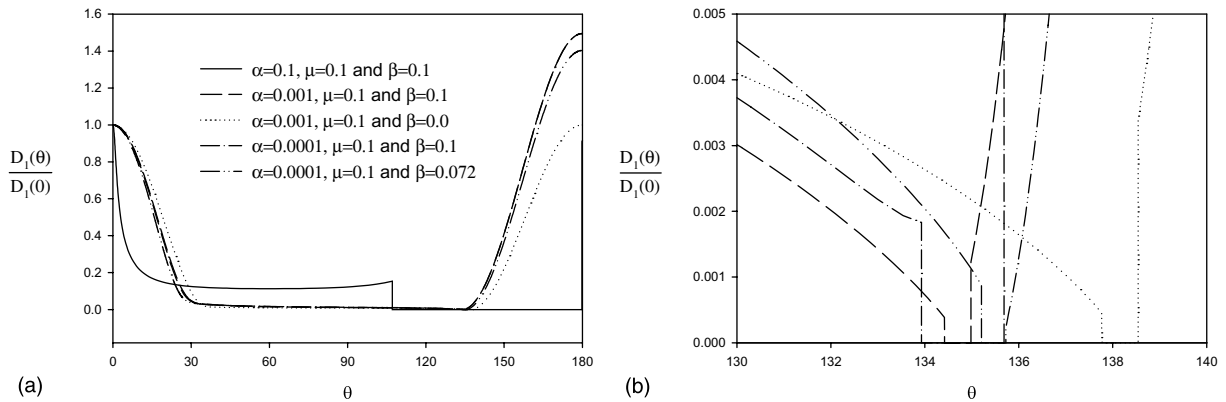 1.6
1.4
1.2
1.0
0.8
0.6
0.4
0.2
0.0
D1(θ)
D1(0)
α=0.1, μ=0.1 and β=0.1
α=0.001, μ=0.1 and β=0.1
α=0.001, μ=0.1 and β=0.0
α=0.0001, μ=0.1 and β=0.1
α=0.0001, μ=0.1 and β=0.072
0 30 60 90 120 150 180
(a) θ
0.005
0.004
0.003
0.002
0.001
0.000
D1(θ)
D1(0)
130 132 134 136 138 140
(b) θ